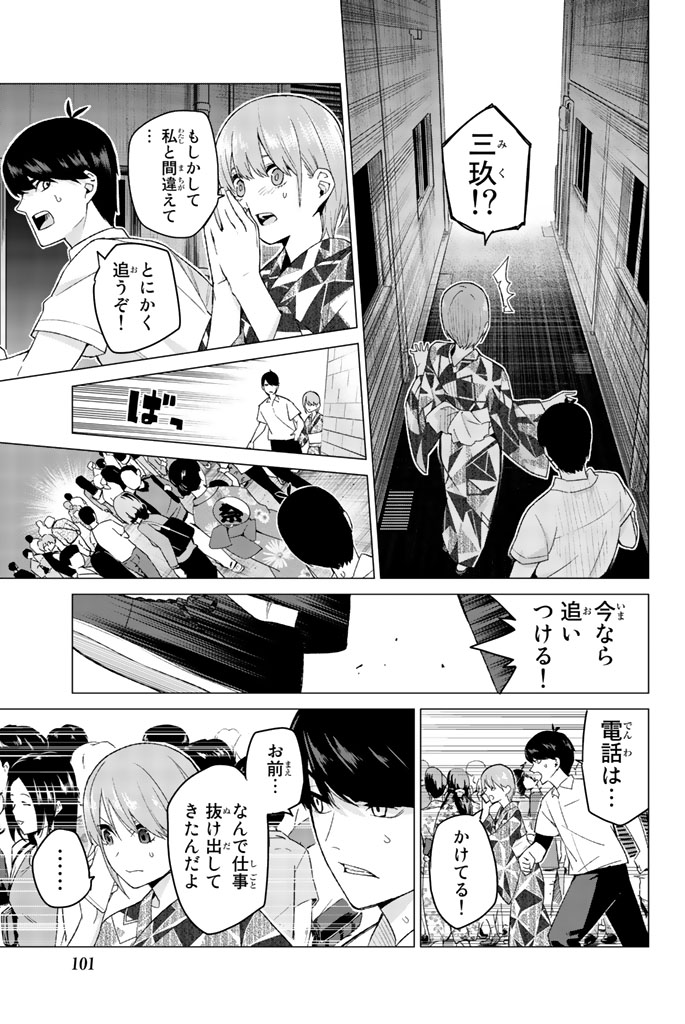 三玖!?
もしかして
私と間違えて
…
とにかく
追うぞ！
ばっ
今なら
追い
つける！
電話は…
かけてる！
お前…
なんで仕事
抜け出して
きたんだよ
……
101